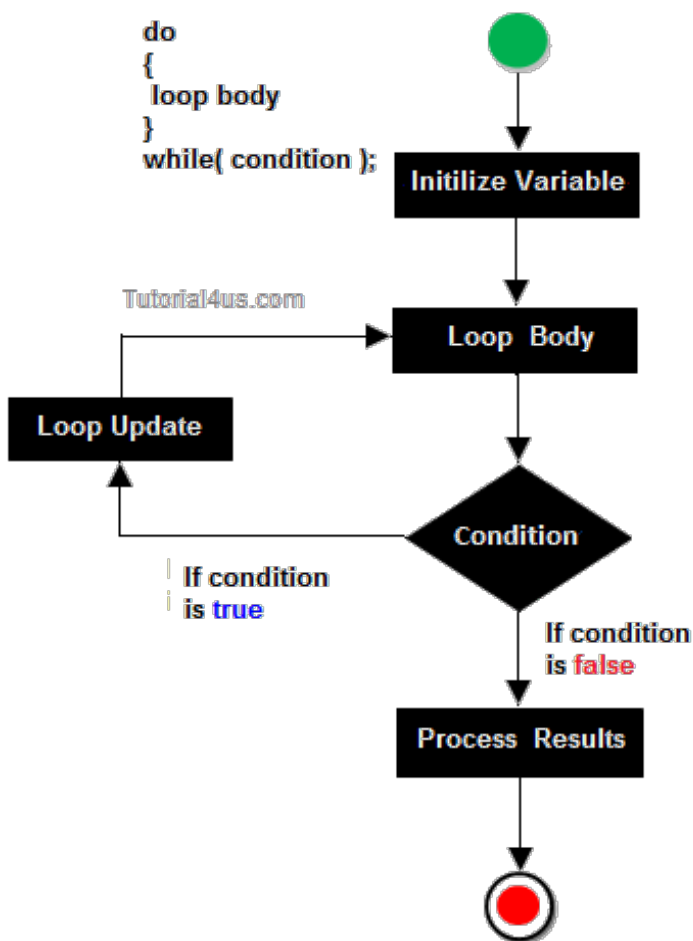 do
{
loop body
}
while( condition );
Initilize Variable
Tutorial4us.com
Loop Body
Loop Update
Condition
If condition
is true
If condition
is false
Process Results